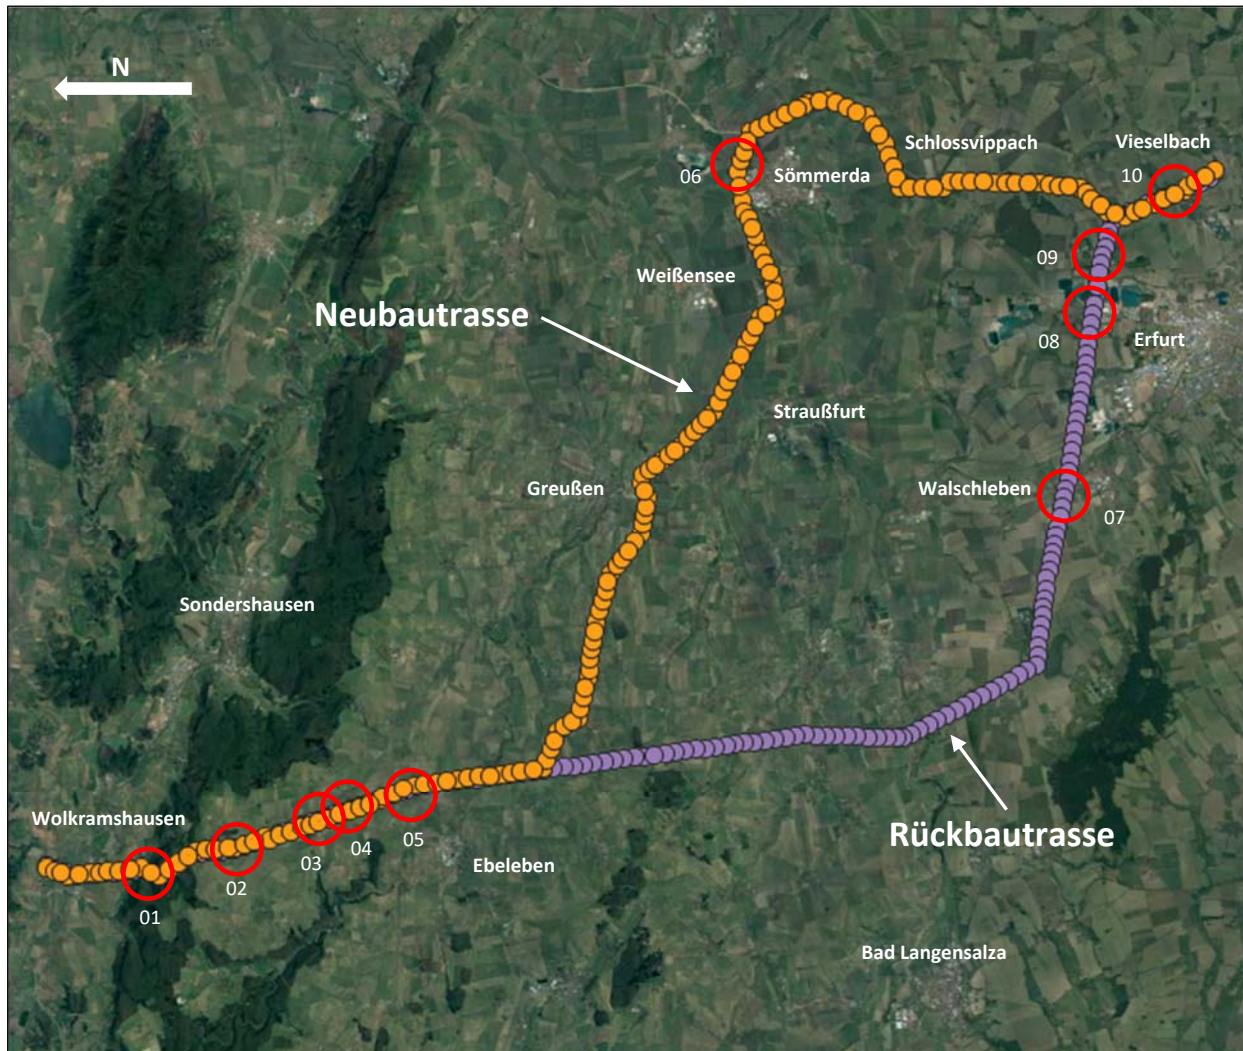 N
Schlossvippach
Vieselbach
06
Sömmerda
10
09
Weißensee
Neubautrasse
08
Erfurt
Straußfurt
Greußen
Walschleben
07
Sondershausen
Wolkramshausen
Rückbautrasse
03
04
05
Ebeleben
02
01
Bad Langensalza